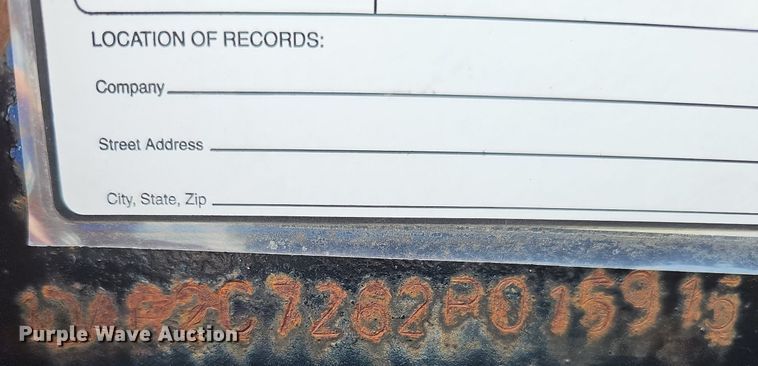 LOCATION OF RECORDS:
Company
Street Address
City, State, Zip
Purple Wave Auction